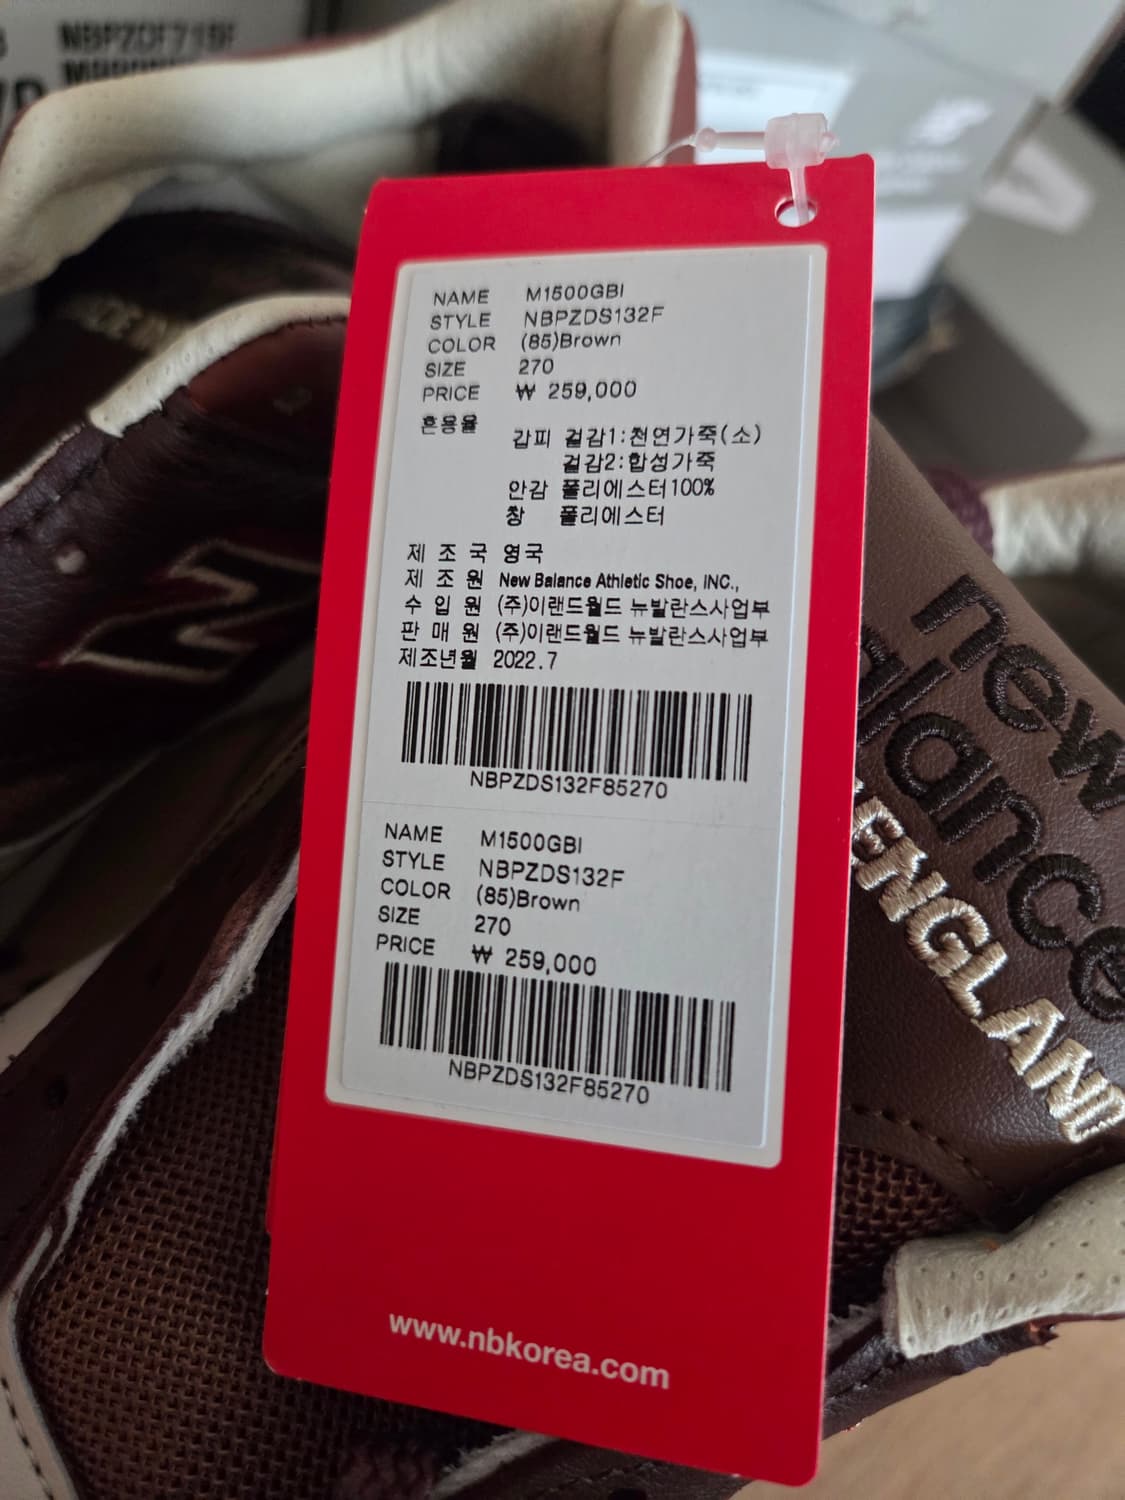 NBPZDF719F
NAME M1500GBI
STYLE NBPZDS132F
COLOR (85)Brown
SIZE 270
PRICE ₩ 259,000
혼용율
갑피 겉감1:천연가죽(소)
겉감2:합성가죽
안감 폴리에스터100%
창 폴리에스터
제 조 국 영국
제 조 원 New Balance Athletic Shoe, INC.,
수 입 원 (주)이랜드월드 뉴발란스사업부
판 매 원 (주)이랜드월드 뉴발란스사업부
제조년월 2022.7
NBPZDS132F85270
NAME M1500GBI
STYLE NBPZDS132F
COLOR (85)Brown
SIZE 270
PRICE ₩ 259,000
NBPZDS132F85270
www.nbkorea.com
new
balance
ENGLAND